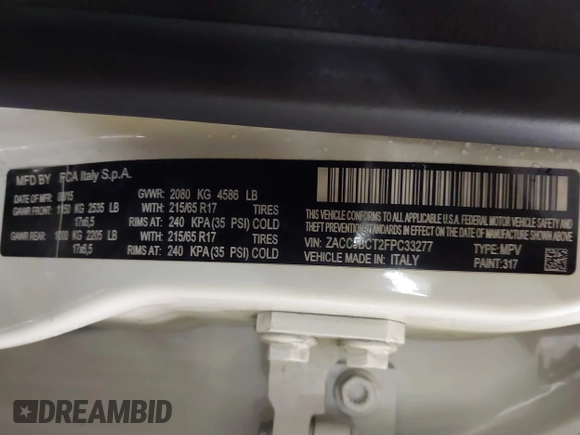 MFD BY FCA Italy S.p.A.
DATE OF MFG GVWR: 2080 KG 4586 LB
GAWR FRONT: KG 2535 LB WITH 215/65 R17 TIRES
17x6,5 RIMS AT: 240 KPA (35 PSI) COLD
GAWR REAR: KG 2205 LB WITH 215/65 R17 TIRES
17x6,5 RIMS AT: 240 KPA (35 PSI) COLD
THIS VEHICLE CONFORMS TO ALL APPLICABLE U.S.A. FEDERAL MOTOR VEHICLE SAFETY, BUMPER, AND
THEFT PREVENTION STANDARDS IN EFFECT ON THE DATE OF MANUFACTURE SHOWN ABOVE
VIN: TYPE: MPV
VEHICLE MADE IN: ITALY PAINT: 317
DREAMBID